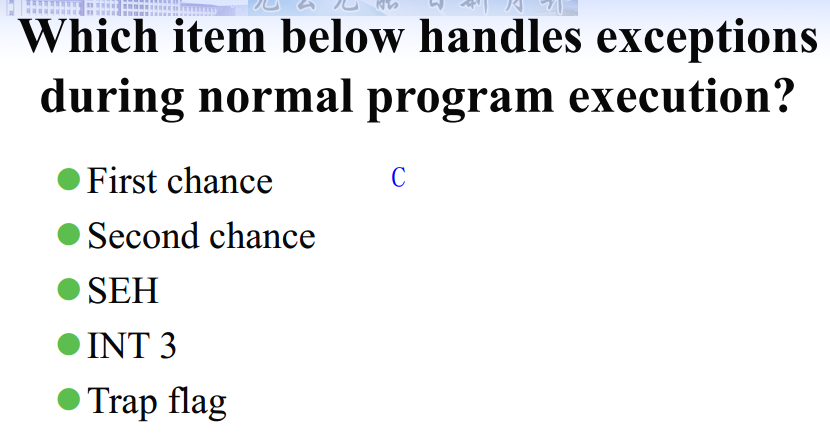 Which item below handles exceptions
during normal program execution?
First chance
C
Second chance
SEH
INT 3
Trap flag